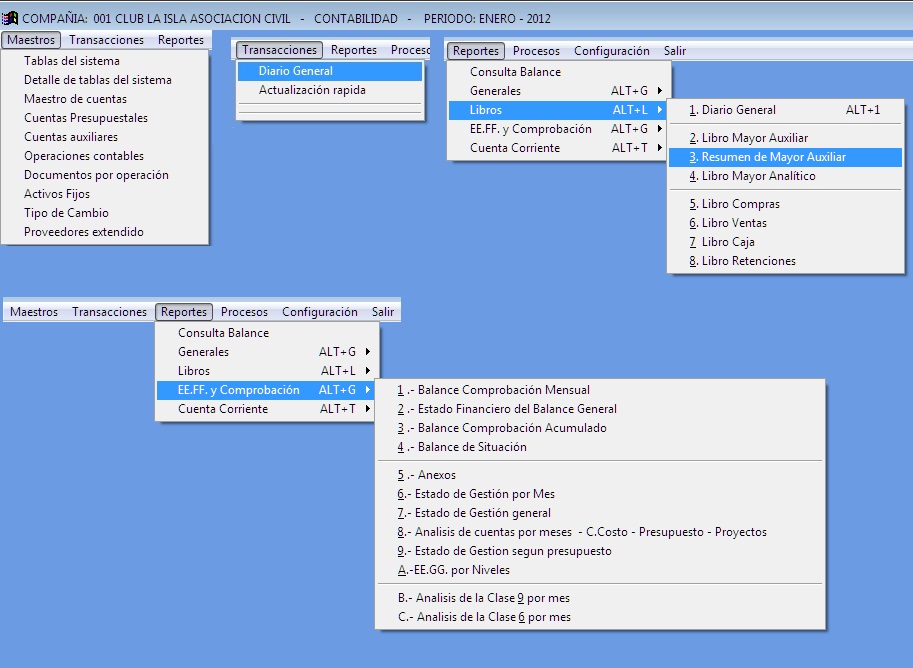 COMPAÑIA: 001 CLUB LA ISLA ASOCIACION CIVIL - CONTABILIDAD - PERIODO: ENERO - 2012
Maestros Transacciones Reportes
Tablas del sistema
Detalle de tablas del sistema
Maestro de cuentas
Cuentas Presupuestales
Cuentas auxiliares
Operaciones contables
Documentos por operación
Activos Fijos
Tipo de Cambio
Proveedores extendido
Transacciones Reportes Proceso
Diario General
Actualización rapida
Reportes Procesos Configuración Salir
Consulta Balance
Generales ALT+G
Libros ALT+L
EE.FF. y Comprobación ALT+G
Cuenta Corriente ALT+T
1. Diario General ALT+1
2. Libro Mayor Auxiliar
3. Resumen de Mayor Auxiliar
4. Libro Mayor Analítico
5. Libro Compras
6. Libro Ventas
7 Libro Caja
8. Libro Retenciones
Maestros Transacciones Reportes Procesos Configuración Salir
Consulta Balance
Generales ALT+G
Libros ALT+L
EE.FF. y Comprobación ALT+G
Cuenta Corriente ALT+T
1 .- Balance Comprobación Mensual
2 .- Estado Financiero del Balance General
3 .- Balance Comprobación Acumulado
4 .- Balance de Situación
5 .- Anexos
6.- Estado de Gestión por Mes
7.- Estado de Gestión general
8.- Analisis de cuentas por meses - C.Costo - Presupuesto - Proyectos
9.- Estado de Gestion segun presupuesto
A.-EE.GG. por Niveles
B.- Analisis de la Clase 9 por mes
C.- Analisis de la Clase 6 por mes